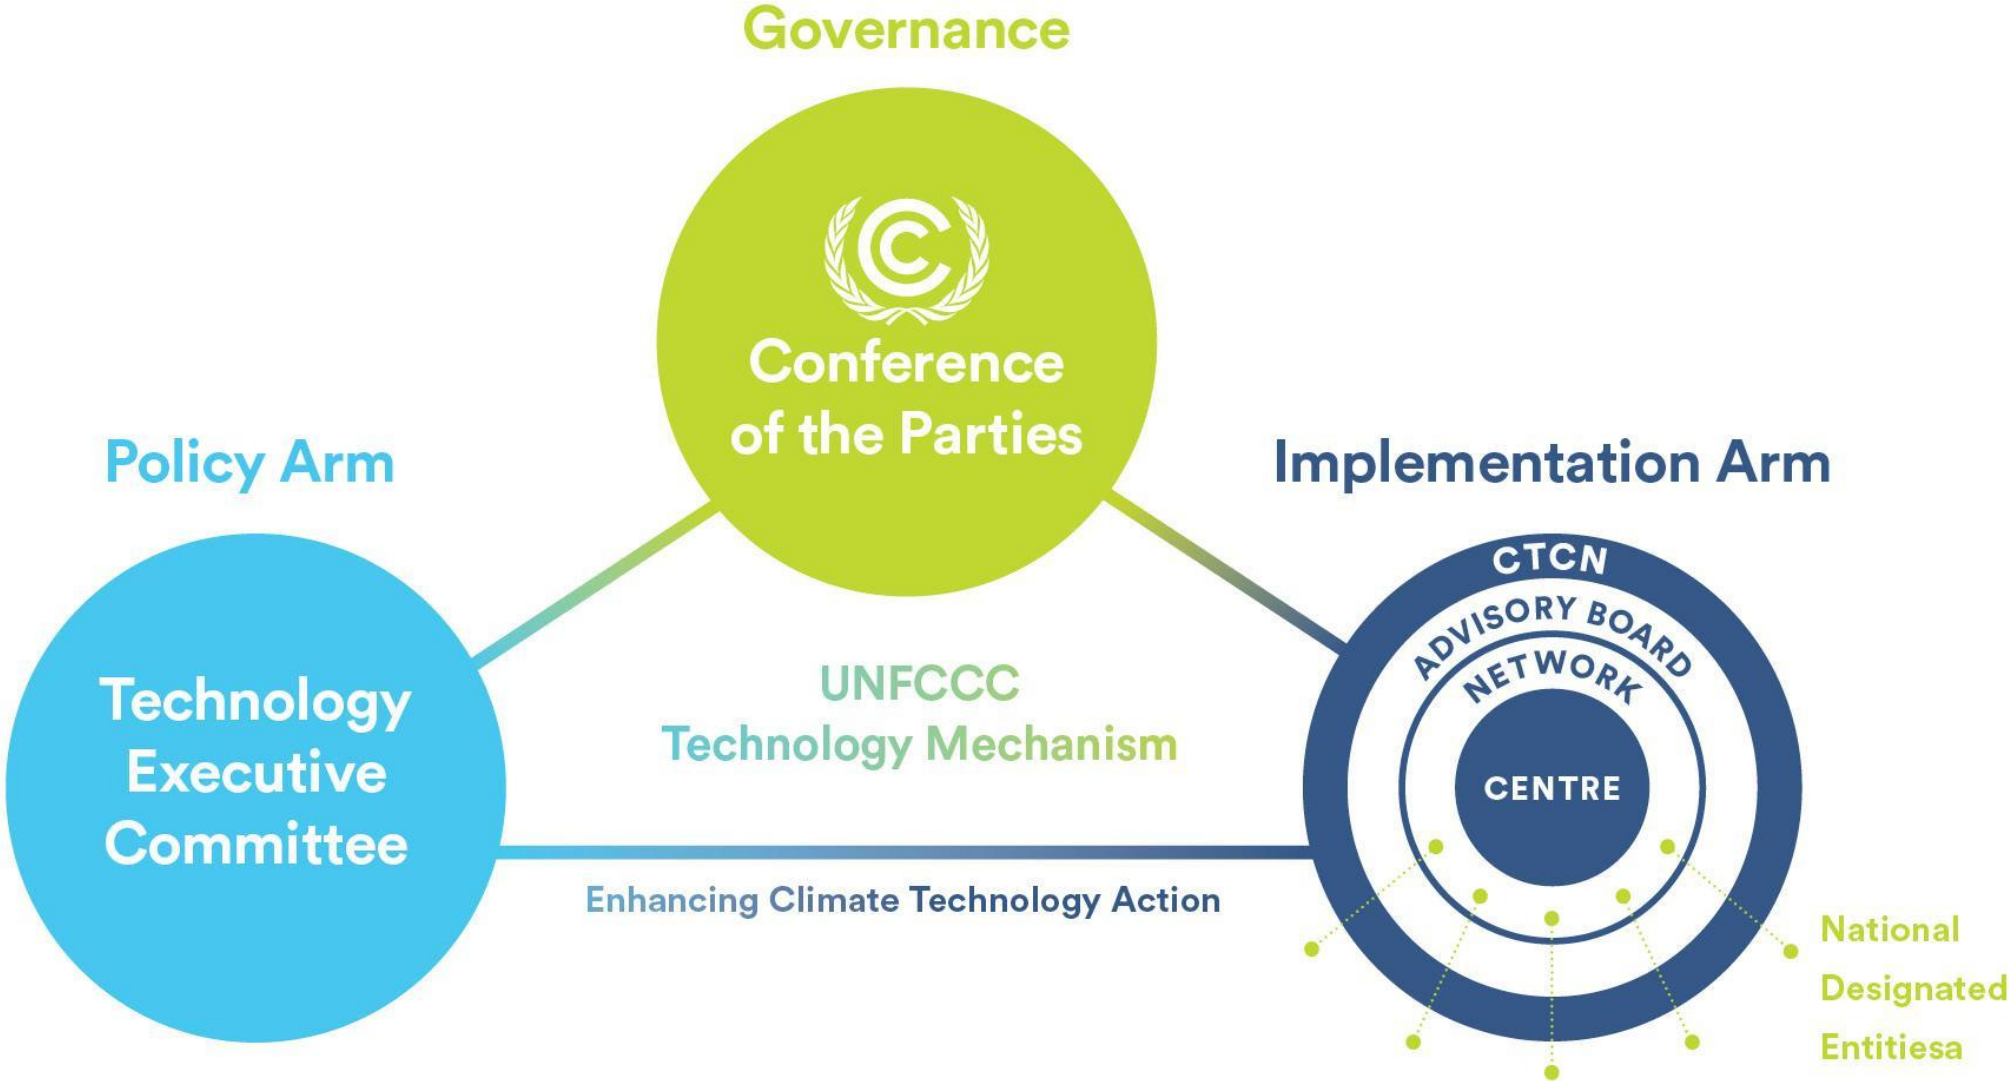 Governance
Conference
of the Parties
Policy Arm
Technology
Executive
Committee
Implementation Arm
CTCN
ADVISORY BOARD
NETWORK
CENTRE
UNFCCC
Technology Mechanism
Enhancing Climate Technology Action
National
Designated
Entitiesa